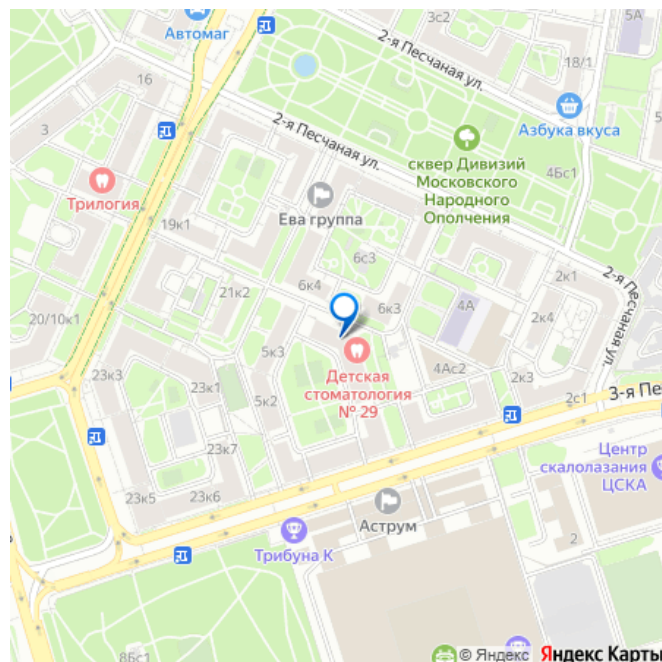 Автомаг
3с2
5А
2-я Песчаная ул.
18/1
16
Азбука вкуса
3
2-я Песчаная ул.
сквер Дивизий
Московского
Народного
Ополчения
4Бс1
Трилогия
19к1
Ева группа
6с3
21к2
6к4
6к3
4А
2к1
2-я Песчаная ул.
20/10к1
2к4
5к3
4Ас2
Детская
стоматология
№ 29
23к3
23к1
5к2
2к3
2с1
3-я Пе
23к7
Центр
скалолазания
ЦСКА
23к5
23к6
Аструм
Трибуна К
2
8Бс1
© Яндекс
Яндекс Карты